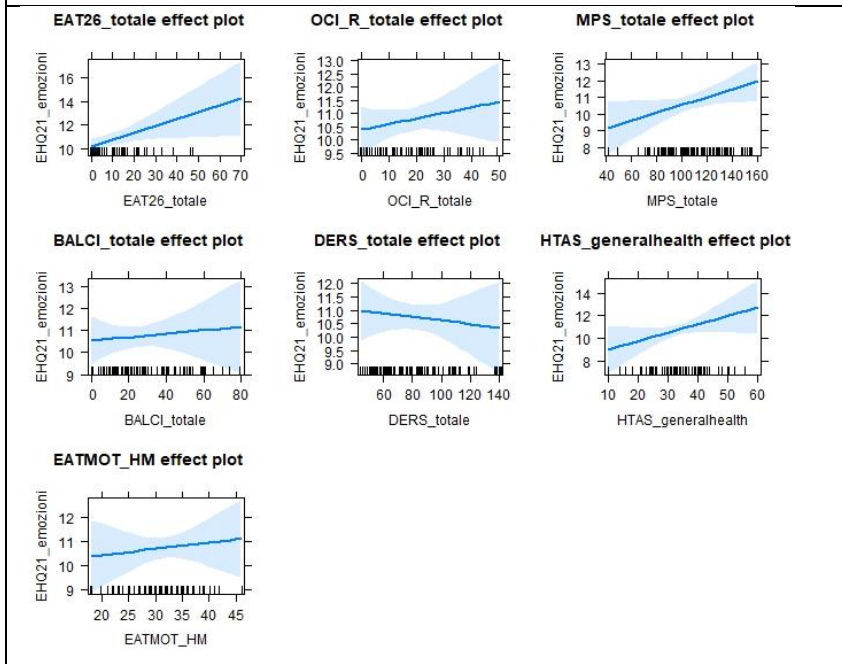 EAT26_totale effect plot
EHQ21_emozioni
16
14
12
10
0 10 20 30 40 50 60 70
EAT26_totale
OCI_R_totale effect plot
EHQ21_emozioni
13.0
12.5
12.0
11.5
11.0
10.5
10.0
9.5
0 10 20 30 40 50
OCI_R_totale
MPS_totale effect plot
EHQ21_emozioni
13
12
11
10
9
8
40 60 80 100 120 140 160
MPS_totale
BALCI_totale effect plot
EHQ21_emozioni
13
12
11
10
9
0 20 40 60 80
BALCI_totale
DERS_totale effect plot
EHQ21_emozioni
12.0
11.5
11.0
10.5
10.0
9.5
9.0
60 80 100 120 140
DERS_totale
HTAS_generalhealth effect plot
EHQ21_emozioni
14
12
10
8
10 20 30 40 50 60
HTAS_generalhealth
EATMOT_HM effect plot
EHQ21_emozioni
12
11
10
9
20 25 30 35 40 45
EATMOT_HM